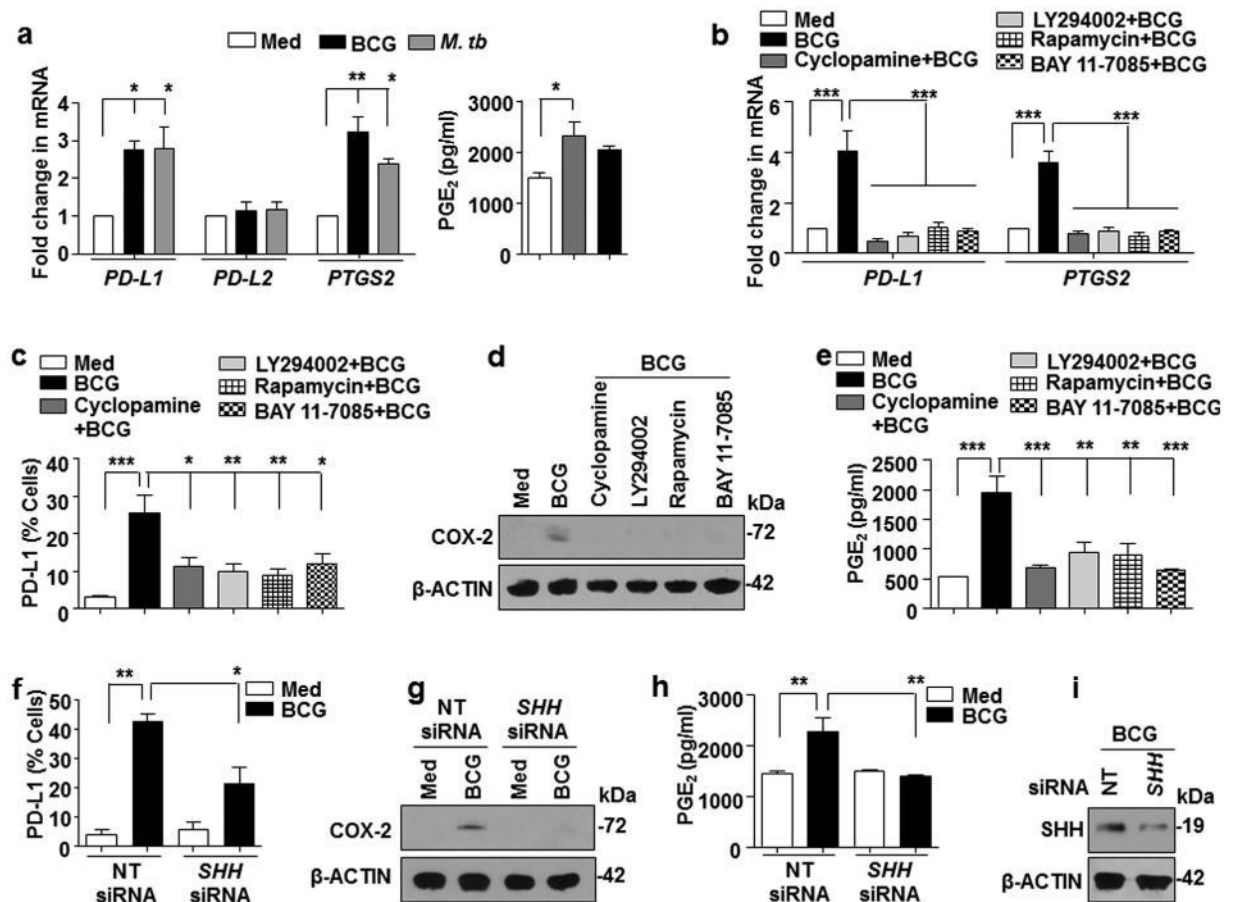 a
Med BCG M. tb
* * ** *
Fold change in mRNA
4
3
2
1
0
PD-L1 PD-L2 PTGS2
*
PGE2 (pg/ml)
3000
2000
1000
0
b
Med
BCG
Cyclopamine+BCG
LY294002+BCG
Rapamycin+BCG
BAY 11-7085+BCG
*** *** *** ***
Fold change in mRNA
6
4
2
0
PD-L1 PTGS2
c
Med
BCG
Cyclopamine
+BCG
LY294002+BCG
Rapamycin+BCG
BAY 11-7085+BCG
*** * ** ** *
PD-L1 (% Cells)
40
30
20
10
0
d
BCG
Med
BCG
Cyclopamine
LY294002
Rapamycin
BAY 11-7085
kDa
COX-2 -72
β-ACTIN -42
e
Med
BCG
Cyclopamine
+BCG
LY294002+BCG
Rapamycin+BCG
BAY 11-7085+BCG
*** *** ** ** ***
PGE2 (pg/ml)
2500
2000
1500
1000
500
0
f
Med
BCG
** *
PD-L1 (% Cells)
50
40
30
20
10
0
NT SHH
siRNA siRNA
g
NT SHH
siRNA siRNA
Med
BCG
Med
BCG
kDa
COX-2 -72
β-ACTIN -42
h
Med
BCG
** **
PGE2 (pg/ml)
3000
2000
1000
0
NT SHH
siRNA siRNA
i
BCG
siRNA NT SHH
kDa
SHH -19
β-ACTIN -42